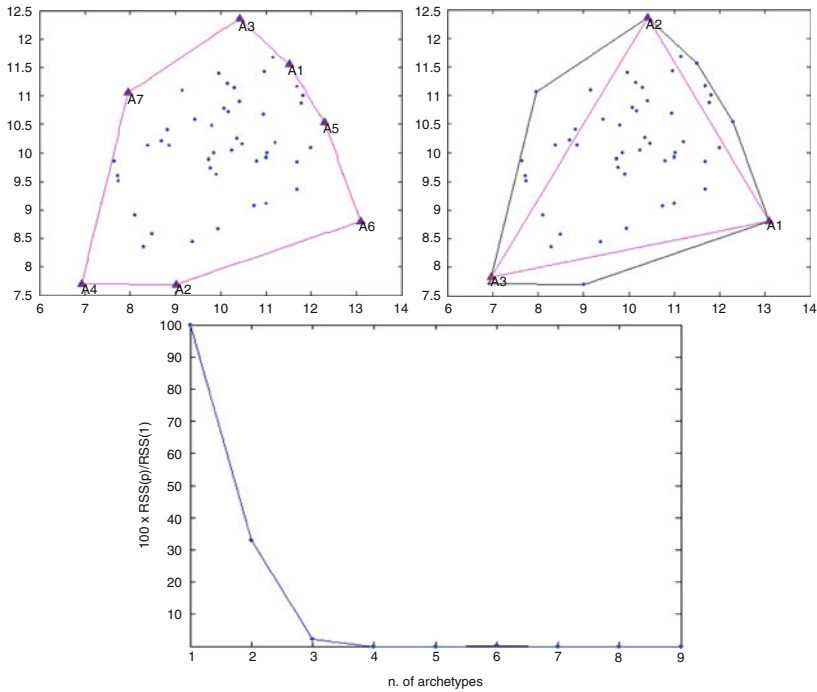 12.5
12
11.5
11
10.5
10
9.5
9
8.5
8
7.5
6 7 8 9 10 11 12 13 14
A3
A1
A7
A5
A6
A4
A2
12.5
12
11.5
11
10.5
10
9.5
9
8.5
8
7.5
6 7 8 9 10 11 12 13 14
A2
A1
A3
100
90
80
70
60
50
40
30
20
10
1 2 3 4 5 6 7 8 9
100 x RSS(p)/RSS(1)
n. of archetypes